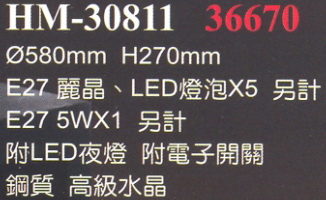 HM-30811 36670
Ø580mm H270mm
E27 麗晶、LED燈泡X5 另計
E27 5WX1 另計
附LED夜燈 附電子開關
鋼質 高級水晶